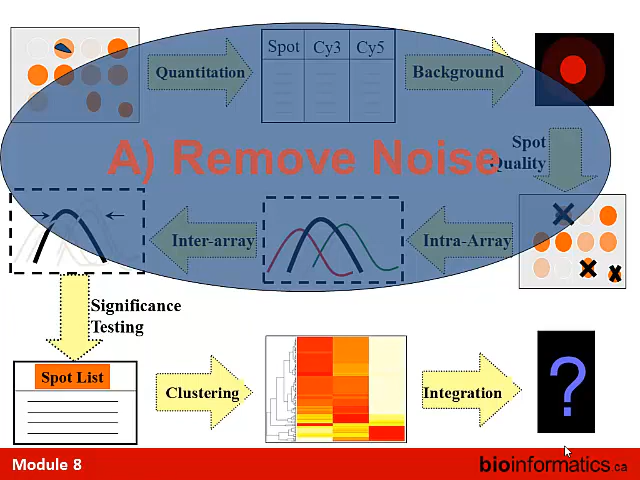 Spot Cy3 Cy5
Quantitation
Background
A) Remove Noise
Spot
Quality
Inter-array
Intra-Array
Significance
Testing
Spot List
Clustering
Integration
?
Module 8
bioinformatics.ca